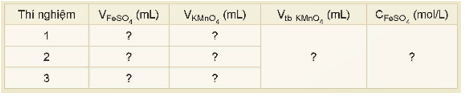 Thí nghiệm V_FeSO₄ (mL) V_KMnO₄ (mL) V_tb KMnO₄ (mL) C_FeSO₄ (mol/L)
1 ? ?
2 ? ? ? ?
3 ? ?